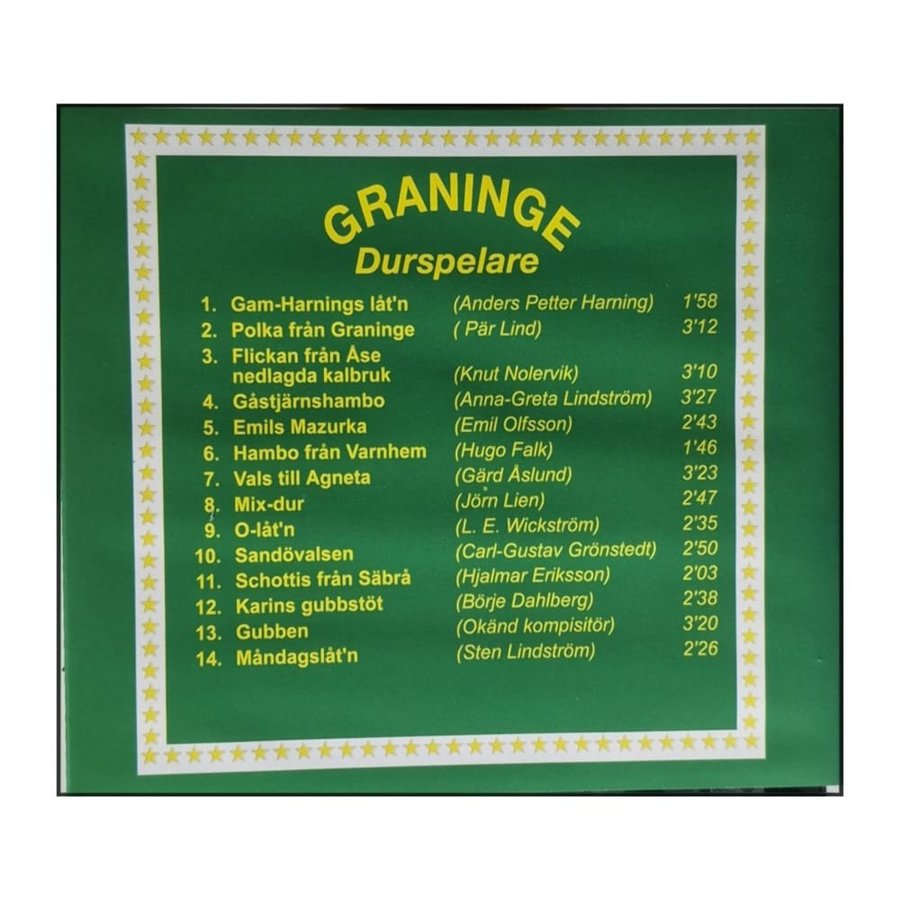 GRANINGE
Durspelare
1. Gam-Harnings låt'n (Anders Petter Harning) 1'58
2. Polka från Graninge ( Pär Lind) 3'12
3. Flickan från Åse
nedlagda kalbruk (Knut Nolervik) 3'10
4. Gåstjärnshambo (Anna-Greta Lindström) 3'27
5. Emils Mazurka (Emil Olfsson) 2'43
6. Hambo från Varnhem (Hugo Falk) 1'46
7. Vals till Agneta (Gärd Åslund) 3'23
8. Mix-dur (Jörn Lien) 2'47
9. O-låt'n (L. E. Wickström) 2'35
10. Sandövalsen (Carl-Gustav Grönstedt) 2'50
11. Schottis från Säbrå (Hjalmar Eriksson) 2'03
12. Karins gubbstöt (Börje Dahlberg) 2'38
13. Gubben (Okänd kompisitör) 3'20
14. Måndagslåt'n (Sten Lindström) 2'26